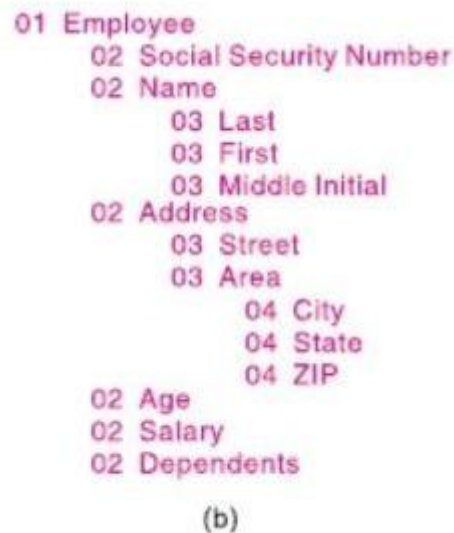 01 Employee
02 Social Security Number
02 Name
03 Last
03 First
03 Middle Initial
02 Address
03 Street
03 Area
04 City
04 State
04 ZIP
02 Age
02 Salary
02 Dependents
(b)